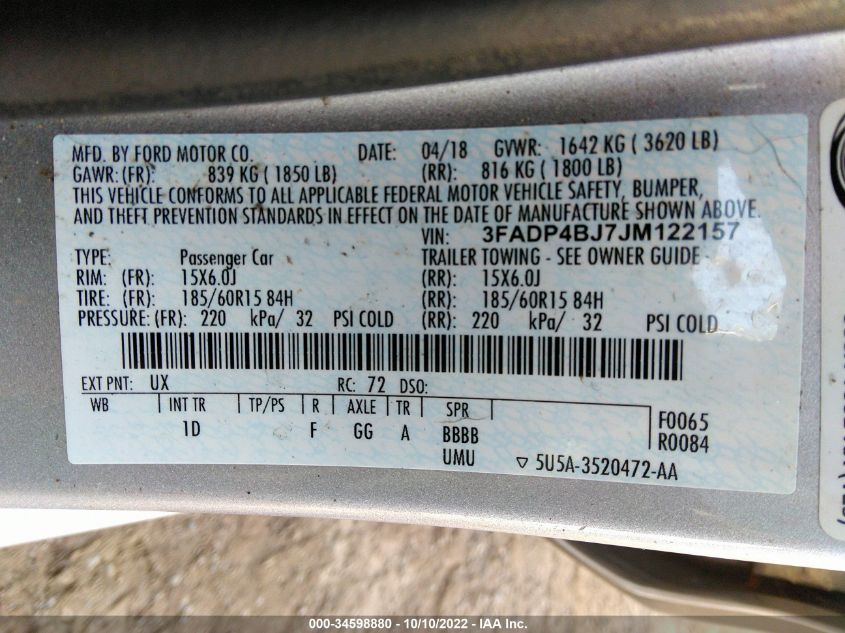 MFD. BY FORD MOTOR CO. DATE: 04/18 GVWR: 1642 KG ( 3620 LB)
GAWR: (FR): 839 KG ( 1850 LB) (RR): 816 KG ( 1800 LB)
THIS VEHICLE CONFORMS TO ALL APPLICABLE FEDERAL MOTOR VEHICLE SAFETY, BUMPER,
AND THEFT PREVENTION STANDARDS IN EFFECT ON THE DATE OF MANUFACTURE SHOWN ABOVE.
VIN: 3FADP4BJ7JM122157
TYPE: Passenger Car TRAILER TOWING - SEE OWNER GUIDE -
RIM: (FR): 15X6.0J (RR): 15X6.0J
TIRE: (FR): 185/60R15 84H (RR): 185/60R15 84H
PRESSURE: (FR): 220 kPa/ 32 PSI COLD (RR): 220 kPa/ 32 PSI COLD
EXT PNT: UX RC: 72 DSO:
WB INT TR TP/PS R AXLE TR SPR F0065
1D F GG A BBBB R0084
UMU ▽ 5U5A-3520472-AA
000-34598880 - 10/10/2022 - IAA Inc.